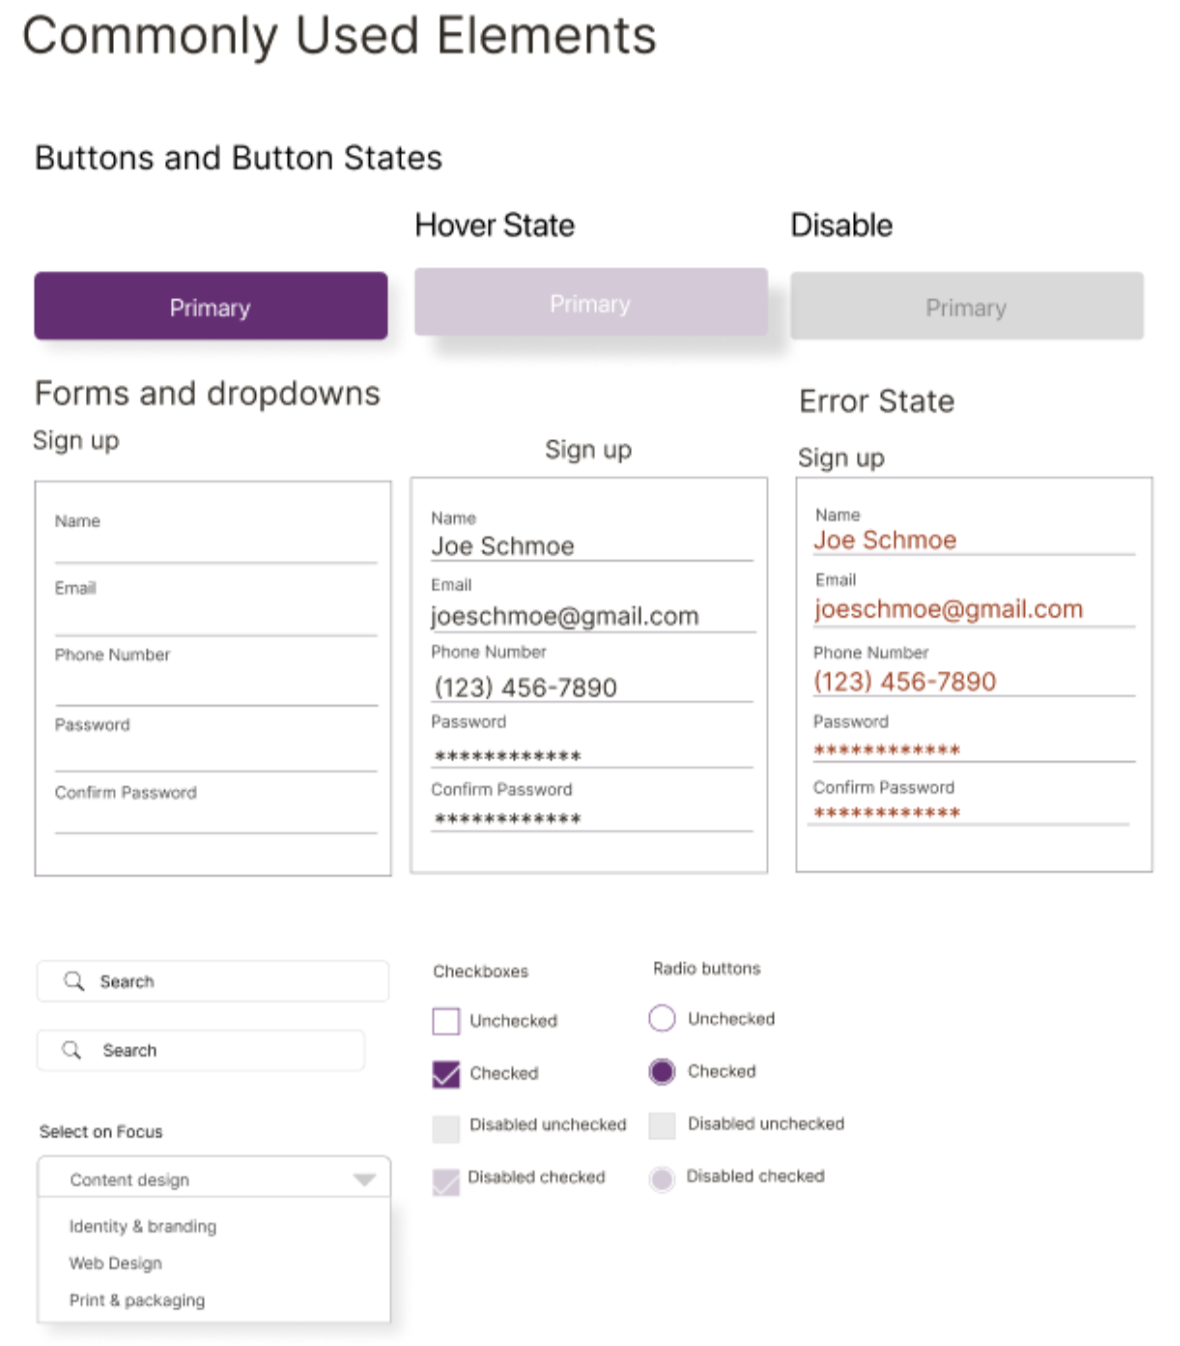 Commonly Used Elements
Buttons and Button States
Hover State
Disable
Primary
Primary
Primary
Forms and dropdowns
Sign up
Name
Email
Phone Number
Password
Confirm Password
Sign up
Name
Joe Schmoe
Email
joeschmoe@gmail.com
Phone Number
(123) 456-7890
Password
************
Confirm Password
************
Error State
Sign up
Name
Joe Schmoe
Email
joeschmoe@gmail.com
Phone Number
(123) 456-7890
Password
************
Confirm Password
************
Search
Search
Select on Focus
Content design
Identity & branding
Web Design
Print & packaging
Checkboxes
Unchecked
Checked
Disabled unchecked
Disabled checked
Radio buttons
Unchecked
Checked
Disabled unchecked
Disabled checked